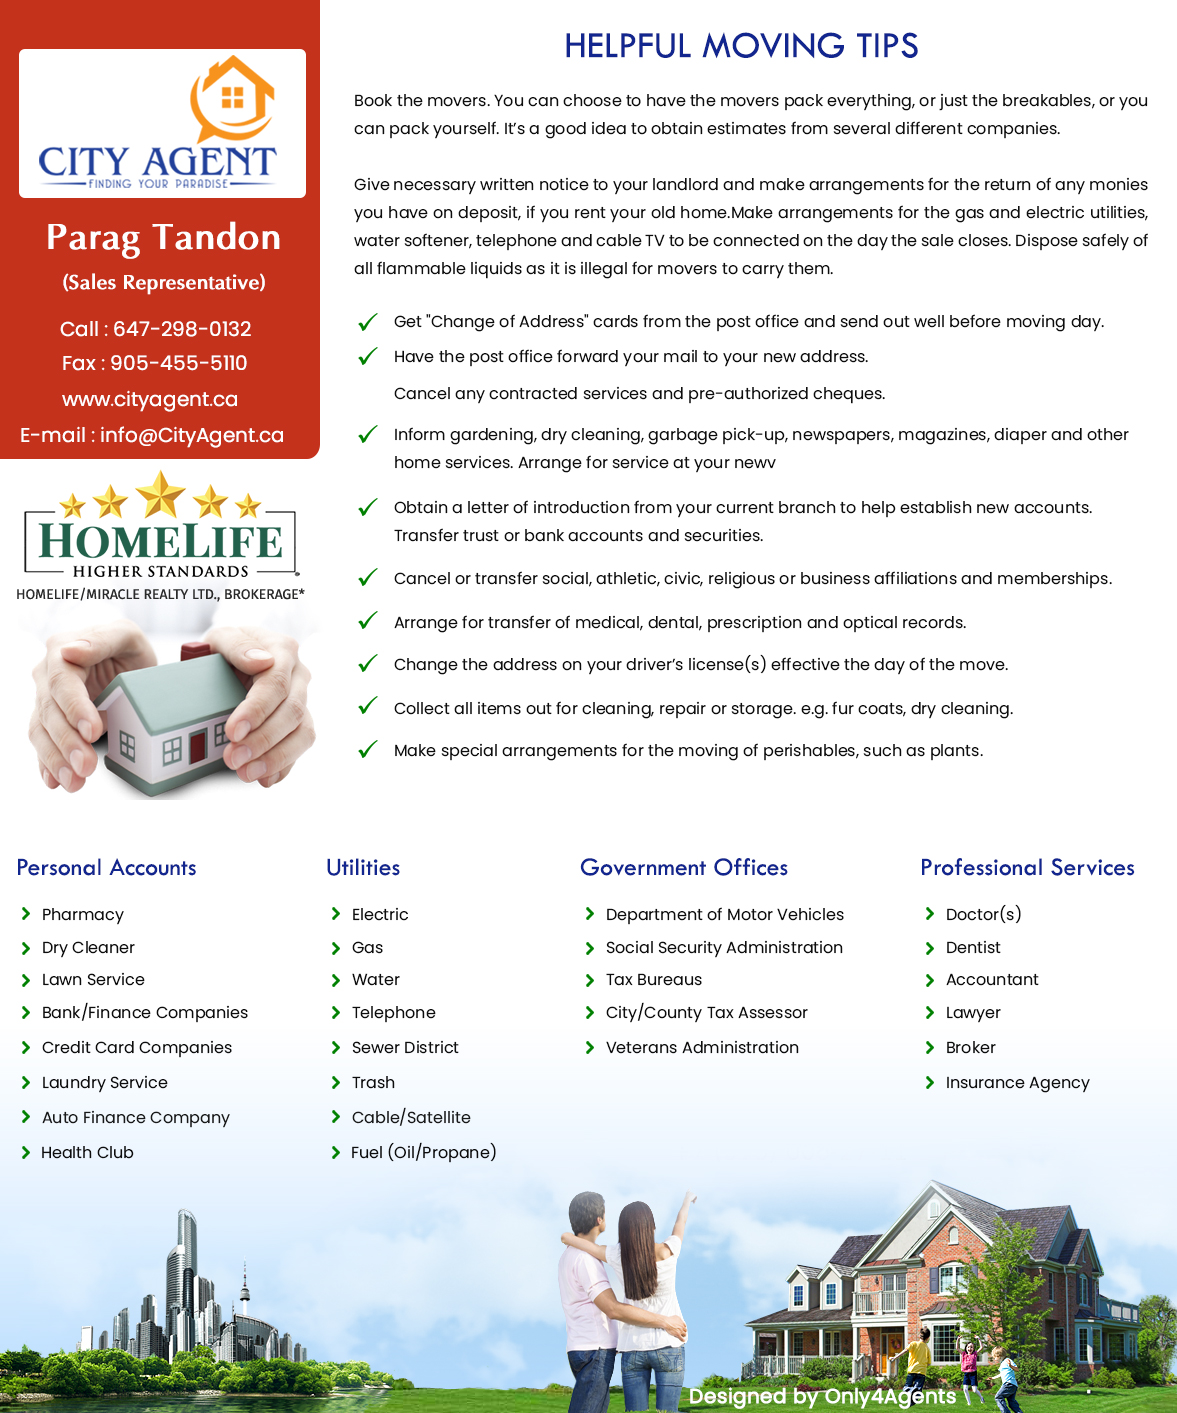 CITY AGENT
FINDING YOUR PARADISE
Parag Tandon
(Sales Representative)
Call : 647-298-0132
Fax : 905-455-5110
www.cityagent.ca
E-mail : info@CityAgent.ca
HOMELIFE
HIGHER STANDARDS
HOMELIFE/MIRACLE REALTY LTD., BROKERAGE*
HELPFUL MOVING TIPS
Book the movers. You can choose to have the movers pack everything, or just the breakables, or you
can pack yourself. It’s a good idea to obtain estimates from several different companies.
Give necessary written notice to your landlord and make arrangements for the return of any monies
you have on deposit, if you rent your old home.Make arrangements for the gas and electric utilities,
water softener, telephone and cable TV to be connected on the day the sale closes. Dispose safely of
all flammable liquids as it is illegal for movers to carry them.
Get "Change of Address" cards from the post office and send out well before moving day.
Have the post office forward your mail to your new address.
Cancel any contracted services and pre-authorized cheques.
Inform gardening, dry cleaning, garbage pick-up, newspapers, magazines, diaper and other
home services. Arrange for service at your newv
Obtain a letter of introduction from your current branch to help establish new accounts.
Transfer trust or bank accounts and securities.
Cancel or transfer social, athletic, civic, religious or business affiliations and memberships.
Arrange for transfer of medical, dental, prescription and optical records.
Change the address on your driver’s license(s) effective the day of the move.
Collect all items out for cleaning, repair or storage. e.g. fur coats, dry cleaning.
Make special arrangements for the moving of perishables, such as plants.
Personal Accounts
Pharmacy
Dry Cleaner
Lawn Service
Bank/Finance Companies
Credit Card Companies
Laundry Service
Auto Finance Company
Health Club
Utilities
Electric
Gas
Water
Telephone
Sewer District
Trash
Cable/Satellite
Fuel (Oil/Propane)
Government Offices
Department of Motor Vehicles
Social Security Administration
Tax Bureaus
City/County Tax Assessor
Veterans Administration
Professional Services
Doctor(s)
Dentist
Accountant
Lawyer
Broker
Insurance Agency
Designed by Only4Agents